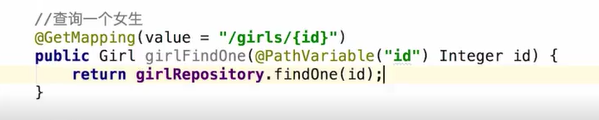 //查询一个女生
@GetMapping(value = "/girls/{id}")
public Girl girlFindOne(@PathVariable("id") Integer id) {
    return girlRepository.findOne(id);
}